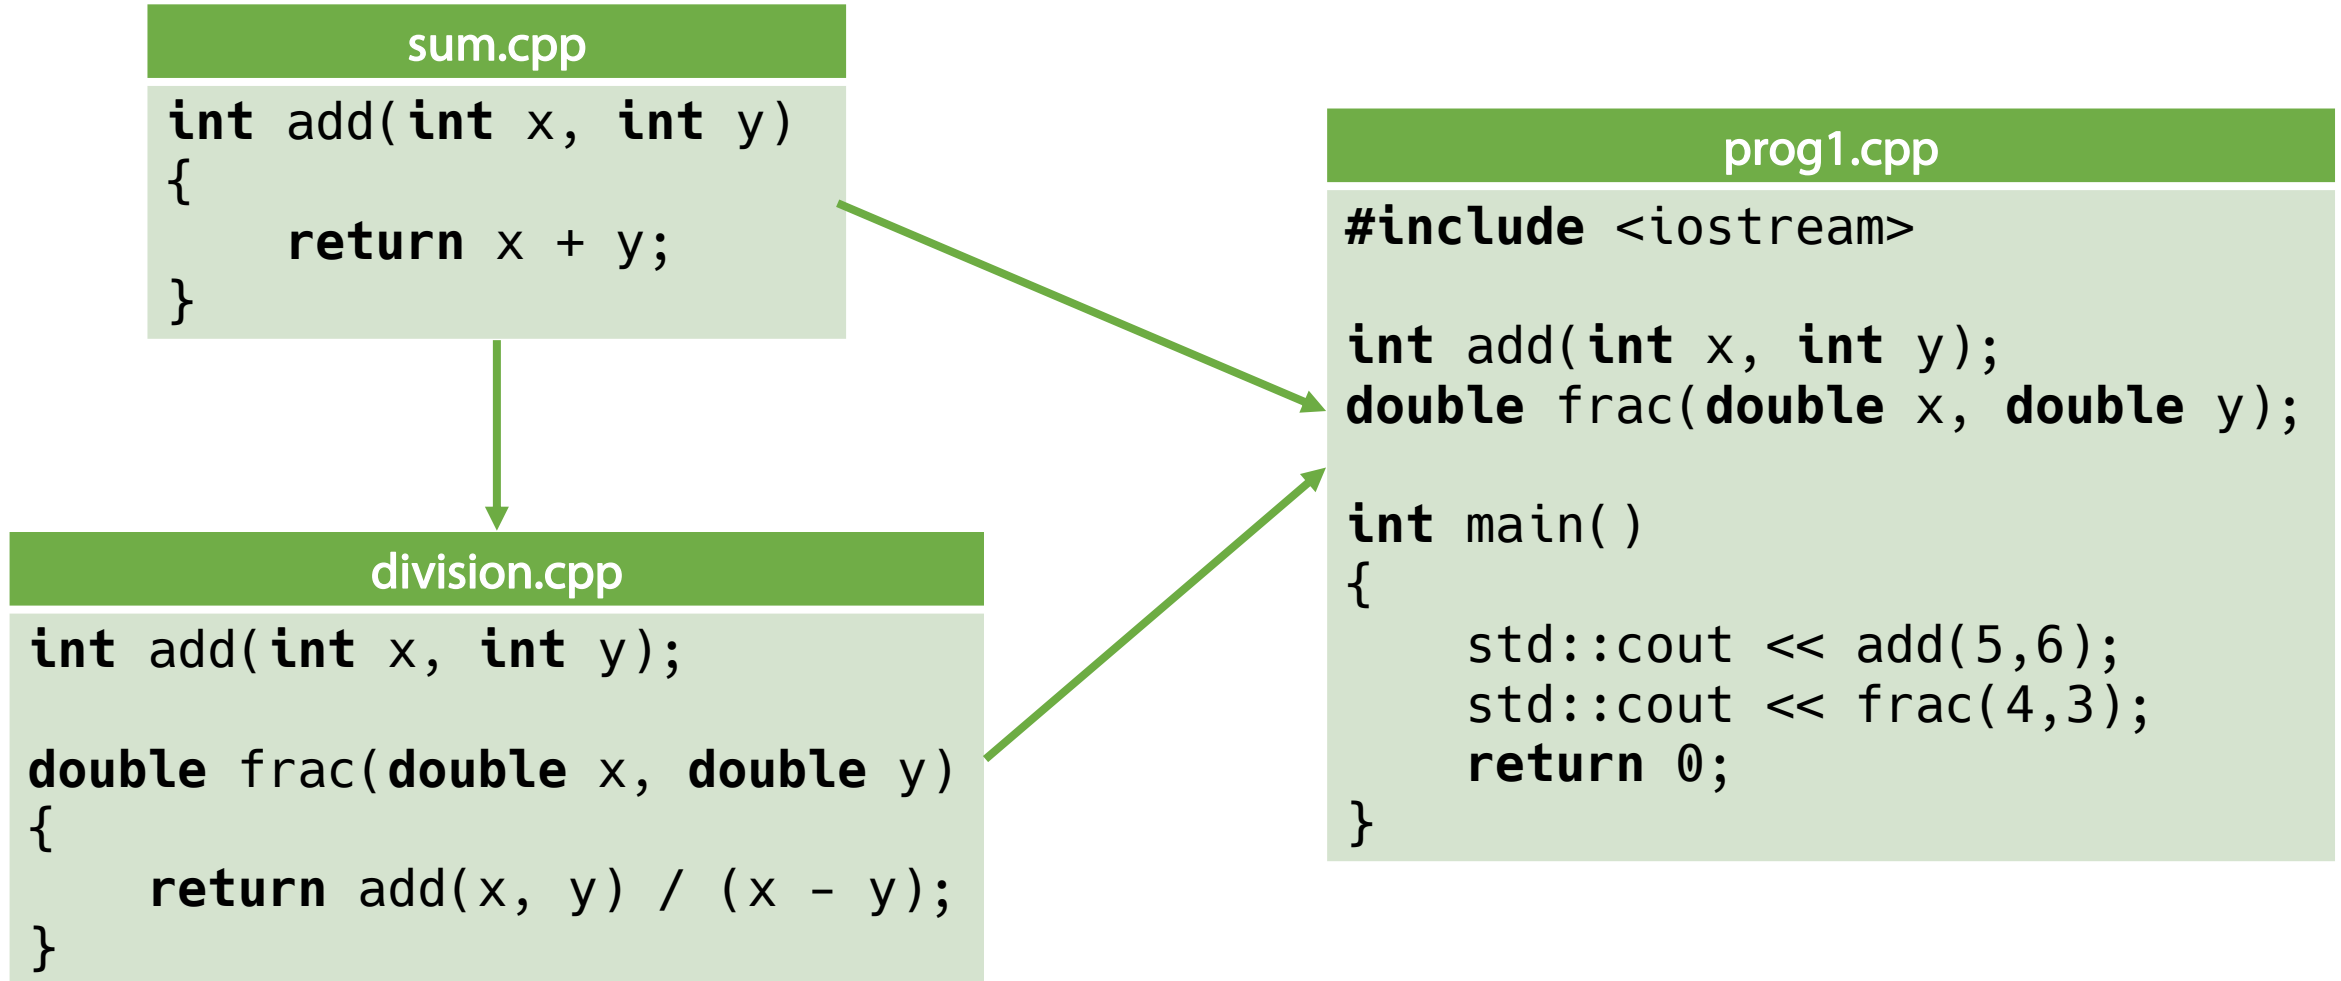 sum.cpp
int add(int x, int y)
{
    return x + y;
}
division.cpp
int add(int x, int y);
double frac(double x, double y)
{
    return add(x, y) / (x - y);
}
prog1.cpp
#include <iostream>
int add(int x, int y);
double frac(double x, double y);
int main()
{
    std::cout << add(5,6);
    std::cout << frac(4,3);
    return 0;
}